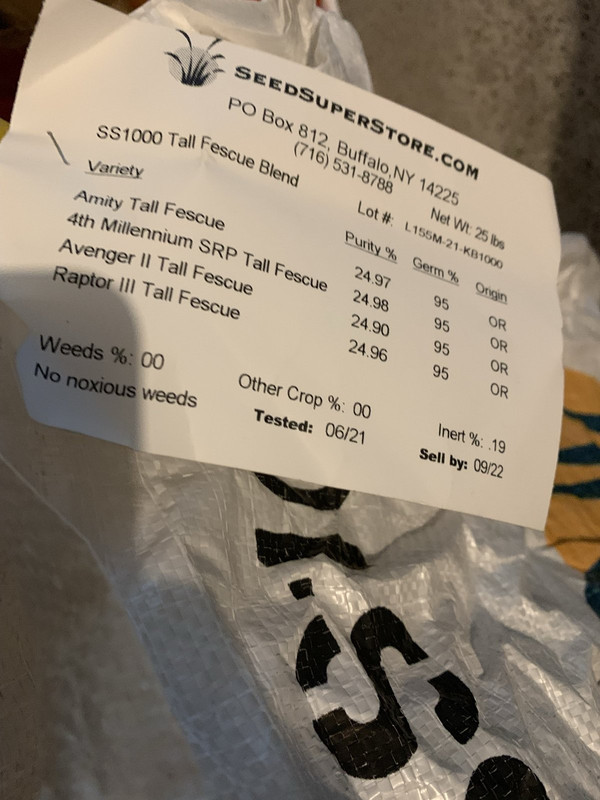 SEEDSUPERSTORE.COM
PO Box 812, Buffalo, NY 14225
(716) 531-8788
SS1000 Tall Fescue Blend
Net Wt: 25 lbs
Lot #: L155M-21-KB1000
Variety Purity % Germ % Origin
Amity Tall Fescue 24.97 95 OR
4th Millennium SRP Tall Fescue 24.98 95 OR
Avenger II Tall Fescue 24.90 95 OR
Raptor III Tall Fescue 24.96 95 OR
Weeds %: 00 Other Crop %: 00 Inert %: .19
No noxious weeds Tested: 06/21 Sell by: 09/22